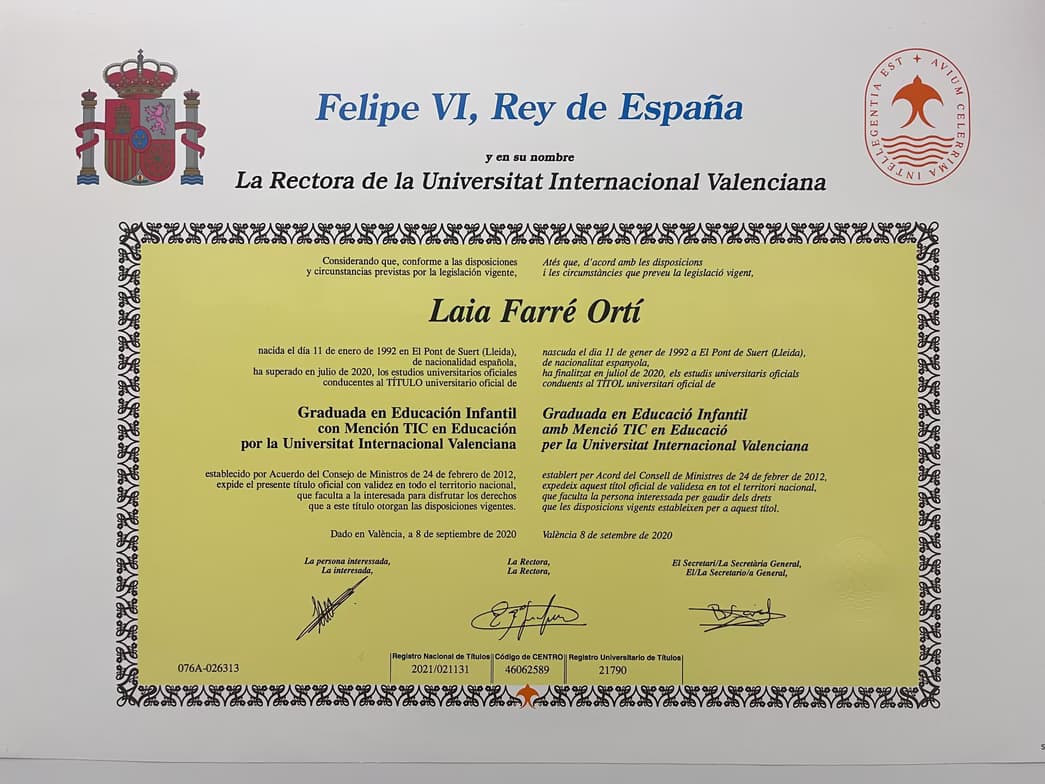 Felipe VI, Rey de España
INTELLEGENTIA EST + AVIUM CELERRIMA
y en su nombre
La Rectora de la Universitat Internacional Valenciana
Considerando que, conforme a las disposiciones
y circunstancias previstas por la legislación vigente,
Atés que, d'acord amb les disposicions
i les circumstàncies que preveu la legislació vigent,
Laia Farré Ortí
nacida el día 11 de enero de 1992 en El Pont de Suert (Lleida),
de nacionalidad española,
ha superado en julio de 2020, los estudios universitarios oficiales
conducentes al TÍTULO universitario oficial de
nascuda el dia 11 de gener de 1992 a El Pont de Suert (Lleida),
de nacionalitat espanyola,
ha finalitzat en juliol de 2020, els estudis universitaris oficials
conduents al TÍTOL universitari oficial de
Graduada en Educación Infantil
con Mención TIC en Educación
por la Universitat Internacional Valenciana
Graduada en Educació Infantil
amb Menció TIC en Educació
per la Universitat Internacional Valenciana
establecido por Acuerdo del Consejo de Ministros de 24 de febrero de 2012,
expide el presente título oficial con validez en todo el territorio nacional,
que faculta a la interesada para disfrutar los derechos
que a este título otorgan las disposiciones vigentes.
establert per Acord del Consell de Ministres de 24 de febrer de 2012,
expedeix aquest títol oficial de validesa en tot el territori nacional,
que faculta la persona interessada per gaudir dels drets
que les disposicions vigents estableixen per a aquest títol.
Dado en València, a 8 de septiembre de 2020
València 8 de setembre de 2020
La persona interessada,
La interesada,
La Rectora,
La Rectora,
El Secretari/La Secretària General,
El/La Secretario/a General,
076A-026313
Registro Nacional de Títulos
2021/021131
Código de CENTRO
46062589
Registro Universitario de Títulos
21790